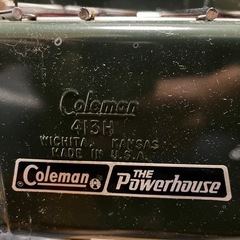 Coleman
413H
WICHITA, KANSAS
MADE IN U.S.A.
Coleman THE Powerhouse